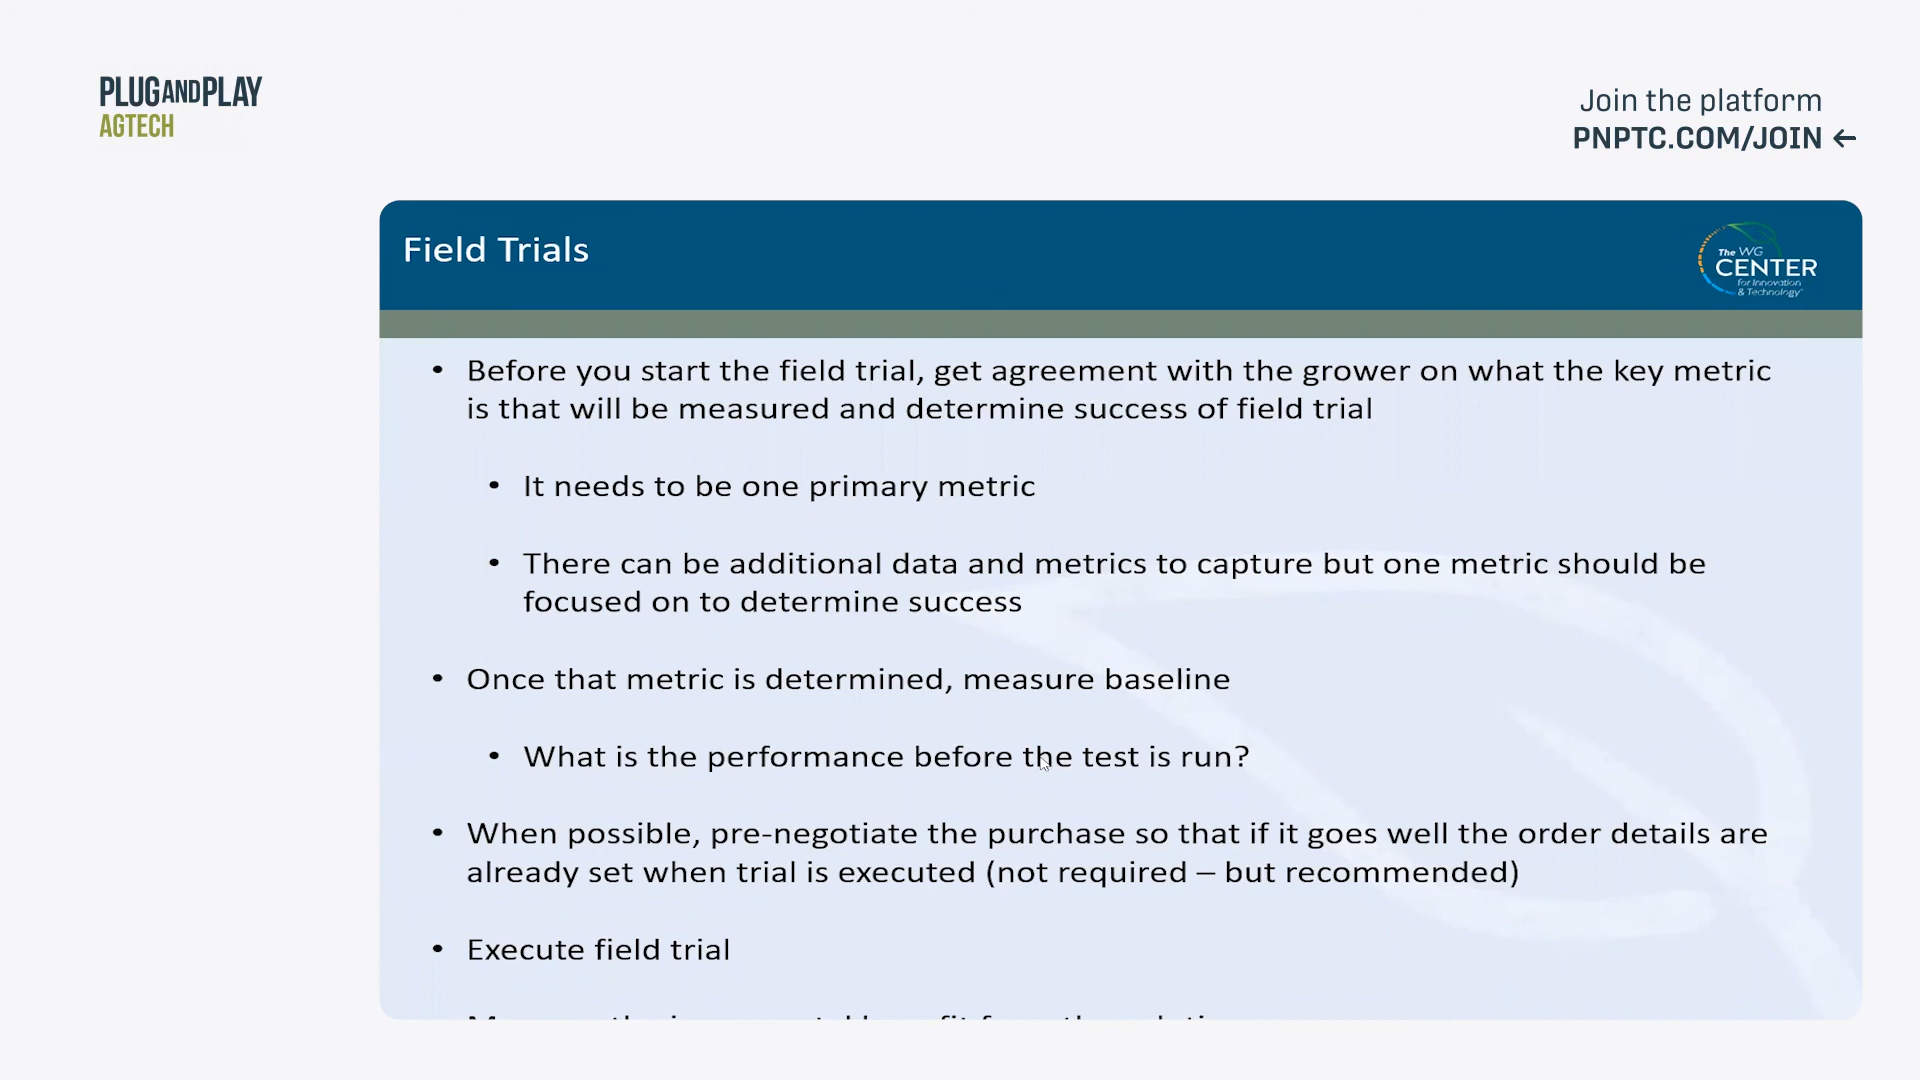 PLUGANDPLAY
AGTECH
Join the platform
PNPTC.COM/JOIN ←
Field Trials
The WG
CENTER
for Innovation
& Technology
• Before you start the field trial, get agreement with the grower on what the key metric
is that will be measured and determine success of field trial
• It needs to be one primary metric
• There can be additional data and metrics to capture but one metric should be
focused on to determine success
• Once that metric is determined, measure baseline
• What is the performance before the test is run?
• When possible, pre-negotiate the purchase so that if it goes well the order details are
already set when trial is executed (not required – but recommended)
• Execute field trial